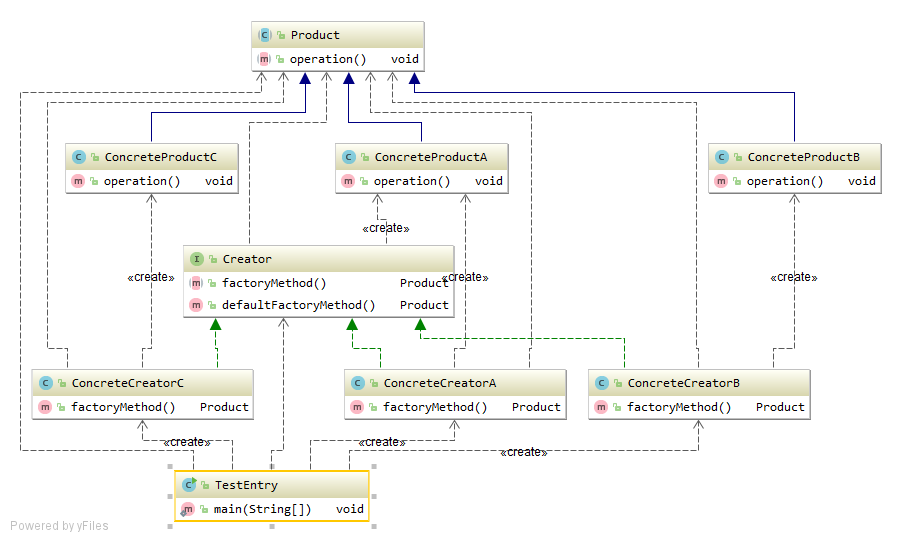 C Product
m operation() void
C ConcreteProductC
m operation() void
C ConcreteProductA
m operation() void
C ConcreteProductB
m operation() void
«create»
I Creator
m factoryMethod() Product
m defaultFactoryMethod() Product
«create»
«create»
«create»
C ConcreteCreatorC
m factoryMethod() Product
C ConcreteCreatorA
m factoryMethod() Product
C ConcreteCreatorB
m factoryMethod() Product
«create»
«create»
«create»
C TestEntry
m main(String[]) void
Powered by yFiles